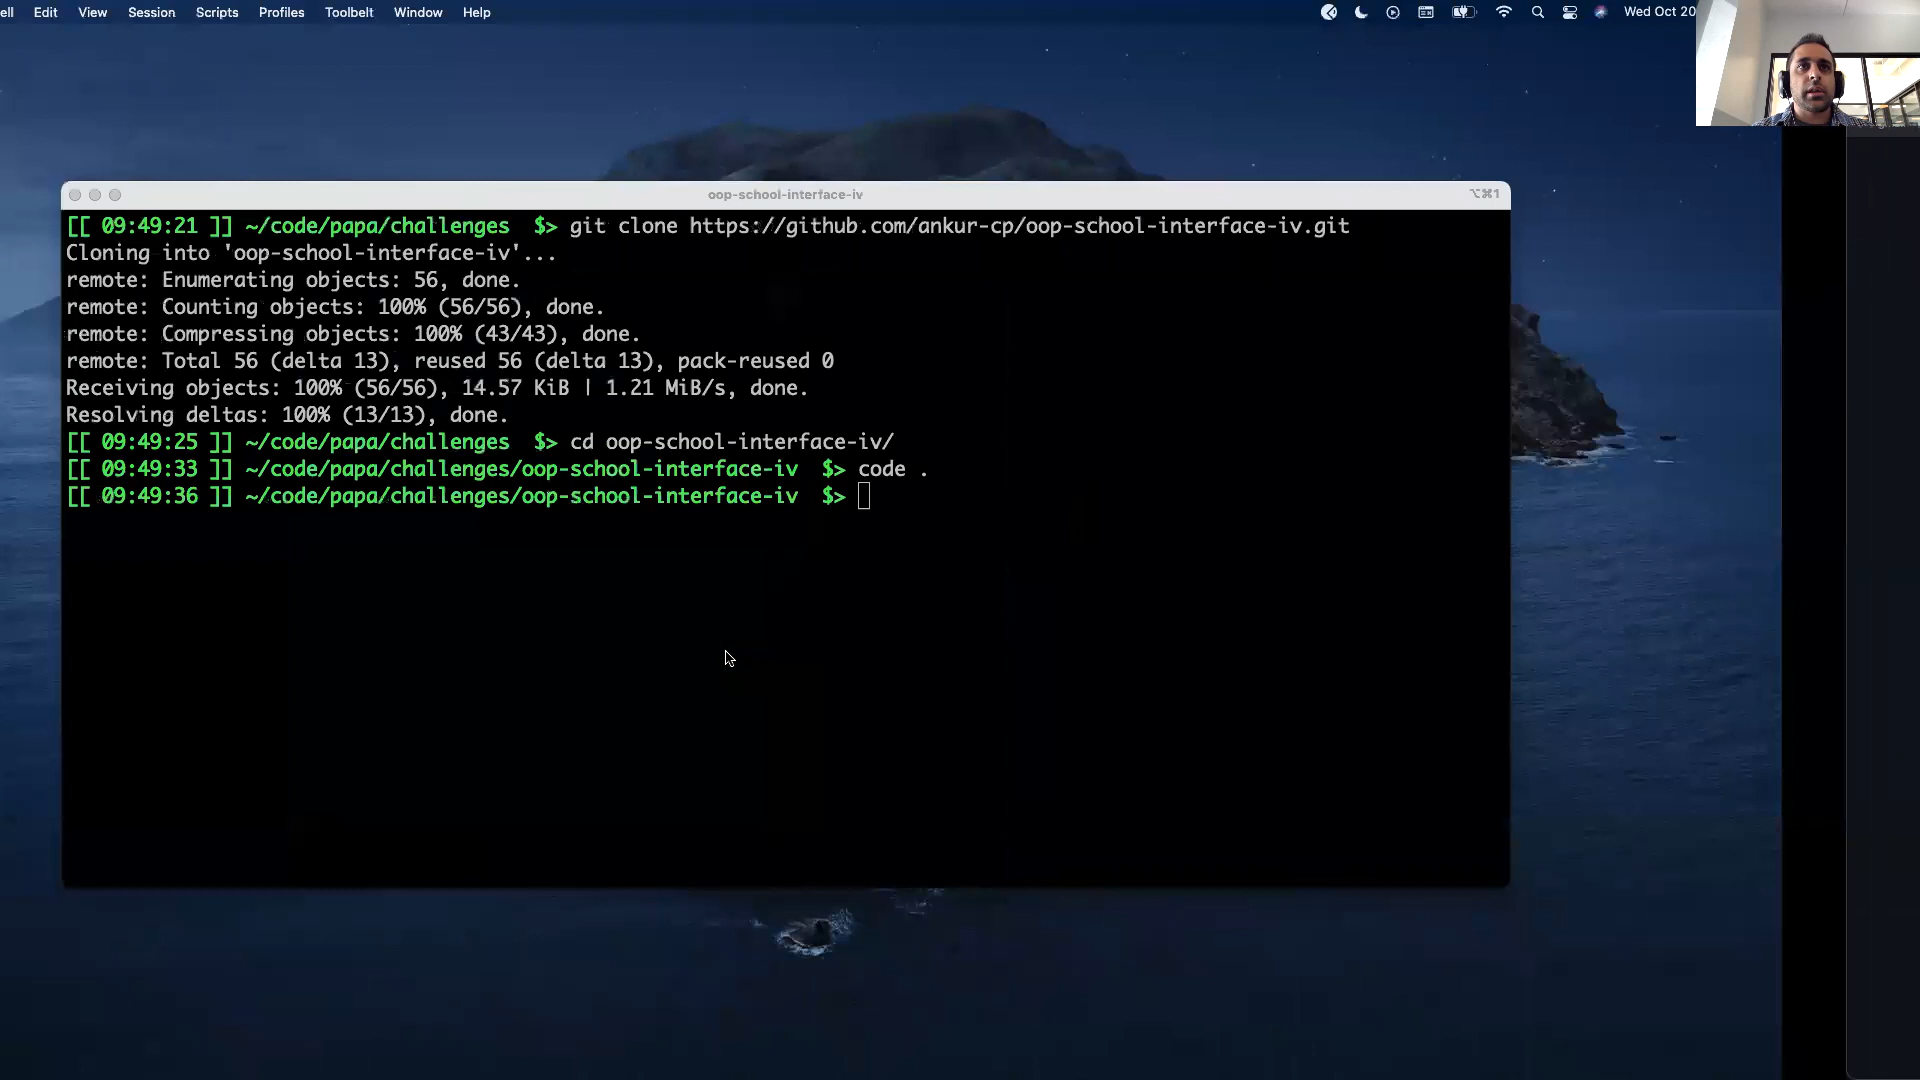 ell Edit View Session Scripts Profiles Toolbelt Window Help Wed Oct 20
oop-school-interface-iv ⌥⌘1
[[ 09:49:21 ]] ~/code/papa/challenges $> git clone https://github.com/ankur-cp/oop-school-interface-iv.git
Cloning into 'oop-school-interface-iv'...
remote: Enumerating objects: 56, done.
remote: Counting objects: 100% (56/56), done.
remote: Compressing objects: 100% (43/43), done.
remote: Total 56 (delta 13), reused 56 (delta 13), pack-reused 0
Receiving objects: 100% (56/56), 14.57 KiB | 1.21 MiB/s, done.
Resolving deltas: 100% (13/13), done.
[[ 09:49:25 ]] ~/code/papa/challenges $> cd oop-school-interface-iv/
[[ 09:49:33 ]] ~/code/papa/challenges/oop-school-interface-iv $> code .
[[ 09:49:36 ]] ~/code/papa/challenges/oop-school-interface-iv $>